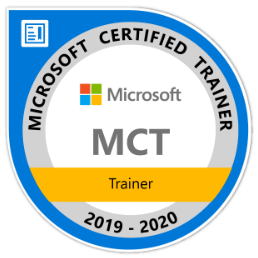 MICROSOFT CERTIFIED TRAINER
Microsoft
MCT
Trainer
2019 - 2020